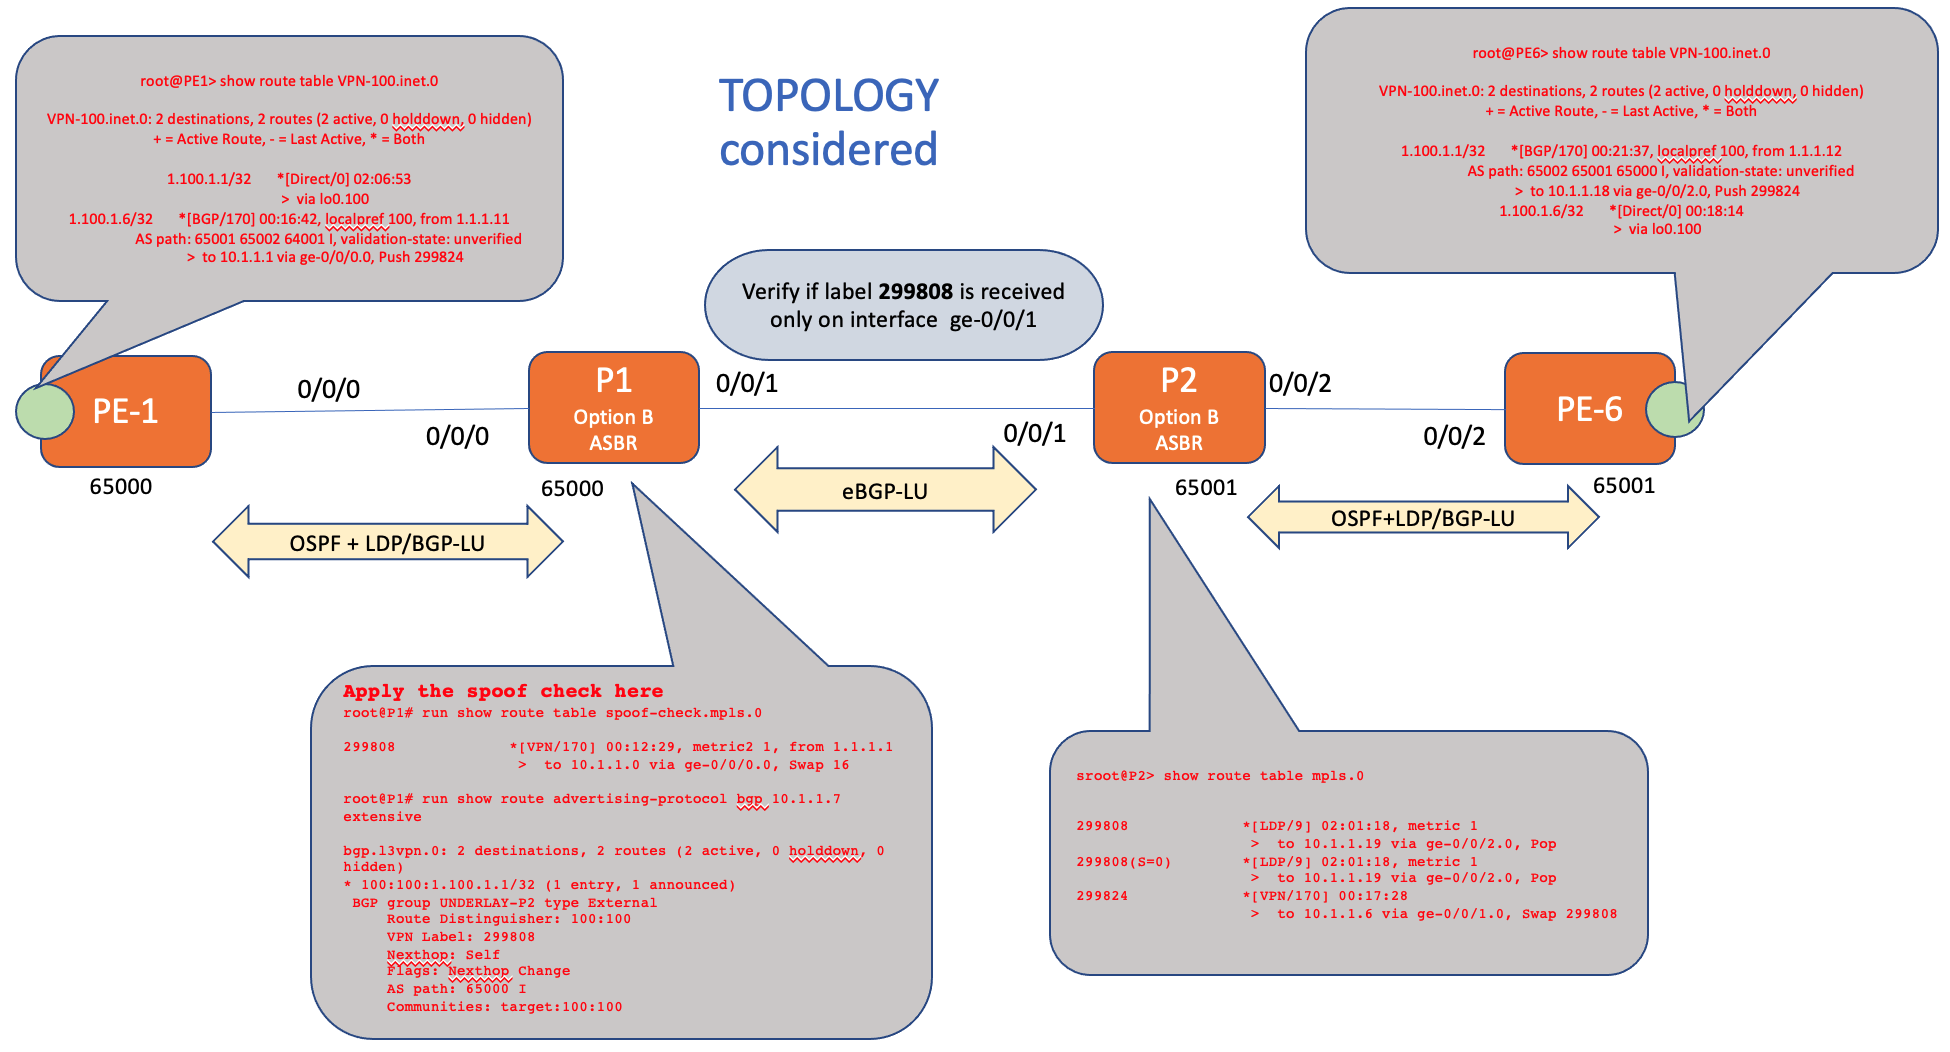 TOPOLOGY
considered
root@PE1> show route table VPN-100.inet.0
VPN-100.inet.0: 2 destinations, 2 routes (2 active, 0 holddown, 0 hidden)
+ = Active Route, - = Last Active, * = Both
1.100.1.1/32 *[Direct/0] 02:06:53
> via lo0.100
1.100.1.6/32 *[BGP/170] 00:16:42, localpref 100, from 1.1.1.11
AS path: 65001 65002 64001 I, validation-state: unverified
> to 10.1.1.1 via ge-0/0/0.0, Push 299824
root@PE6> show route table VPN-100.inet.0
VPN-100.inet.0: 2 destinations, 2 routes (2 active, 0 holddown, 0 hidden)
+ = Active Route, - = Last Active, * = Both
1.100.1.1/32 *[BGP/170] 00:21:37, localpref 100, from 1.1.1.12
AS path: 65002 65001 65000 I, validation-state: unverified
> to 10.1.1.18 via ge-0/0/2.0, Push 299824
1.100.1.6/32 *[Direct/0] 00:18:14
> via lo0.100
Verify if label 299808 is received
only on interface ge-0/0/1
PE-1
65000
0/0/0
0/0/0
P1
Option B
ASBR
65000
0/0/1
0/0/1
P2
Option B
ASBR
65001
0/0/2
0/0/2
PE-6
65001
OSPF + LDP/BGP-LU
eBGP-LU
OSPF+LDP/BGP-LU
Apply the spoof check here
root@P1# run show route table spoof-check.mpls.0
299808 *[VPN/170] 00:12:29, metric2 1, from 1.1.1.1
> to 10.1.1.0 via ge-0/0/0.0, Swap 16
root@P1# run show route advertising-protocol bgp 10.1.1.7
extensive
bgp.l3vpn.0: 2 destinations, 2 routes (2 active, 0 holddown, 0
hidden)
* 100:100:1.100.1.1/32 (1 entry, 1 announced)
BGP group UNDERLAY-P2 type External
Route Distinguisher: 100:100
VPN Label: 299808
Nexthop: Self
Flags: Nexthop Change
AS path: 65000 I
Communities: target:100:100
sroot@P2> show route table mpls.0
299808 *[LDP/9] 02:01:18, metric 1
> to 10.1.1.19 via ge-0/0/2.0, Pop
299808(S=0) *[LDP/9] 02:01:18, metric 1
> to 10.1.1.19 via ge-0/0/2.0, Pop
299824 *[VPN/170] 00:17:28
> to 10.1.1.6 via ge-0/0/1.0, Swap 299808